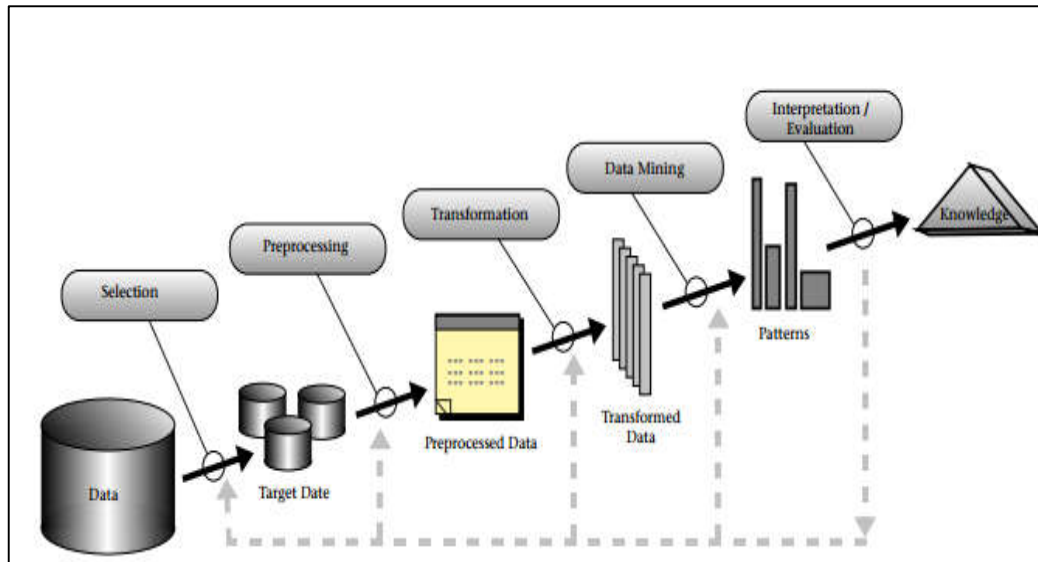 Interpretation /
Evaluation
Data Mining
Transformation
Preprocessing
Selection
Knowledge
Patterns
Transformed
Data
Preprocessed Data
Target Date
Data